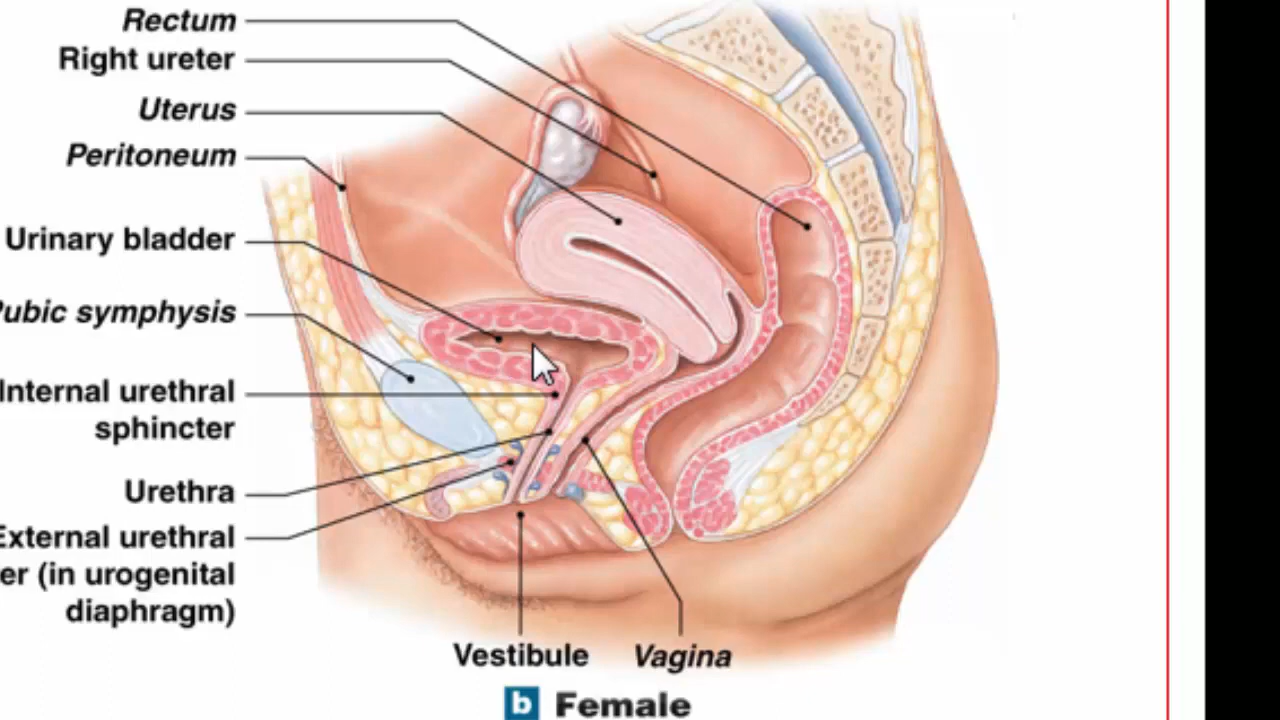 Rectum
Right ureter
Uterus
Peritoneum
Urinary bladder
symphysis
Internal urethral
sphincter
Urethra
External urethral
er (in urogenital
diaphragm)
Vestibule
Vagina
b Female